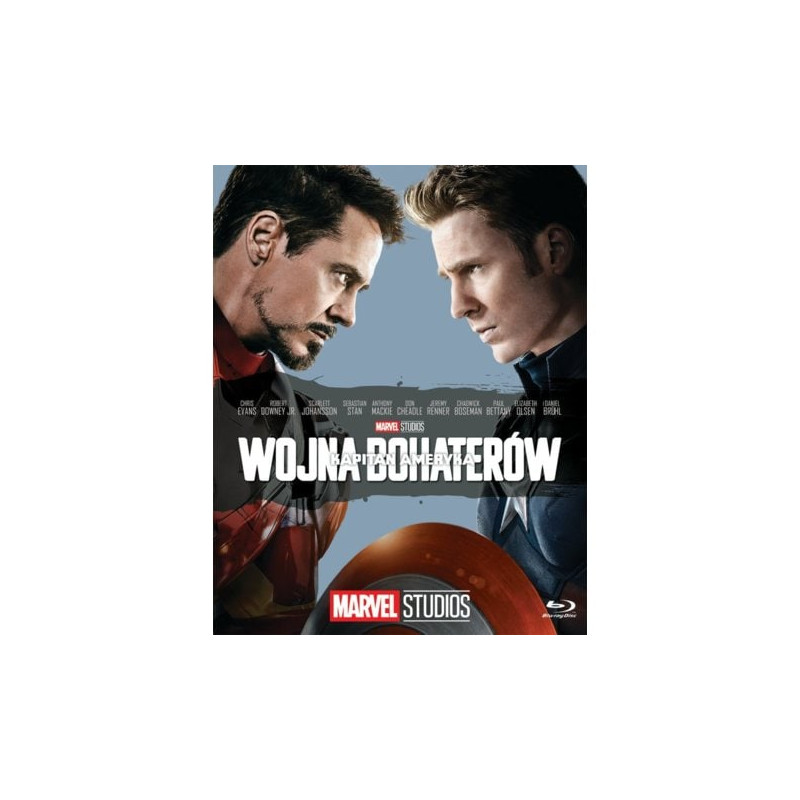 CHRIS EVANS ROBERT DOWNEY JR. SCARLETT JOHANSSON SEBASTIAN STAN ANTHONY MACKIE DON CHEADLE JEREMY RENNER CHADWICK BOSEMAN PAUL BETTANY ELIZABETH OLSEN DANIEL BRÜHL
MARVEL STUDIOS
WOJNA BOHATERÓW
KAPITAN AMERYKA
MARVEL STUDIOS
Blu-ray Disc